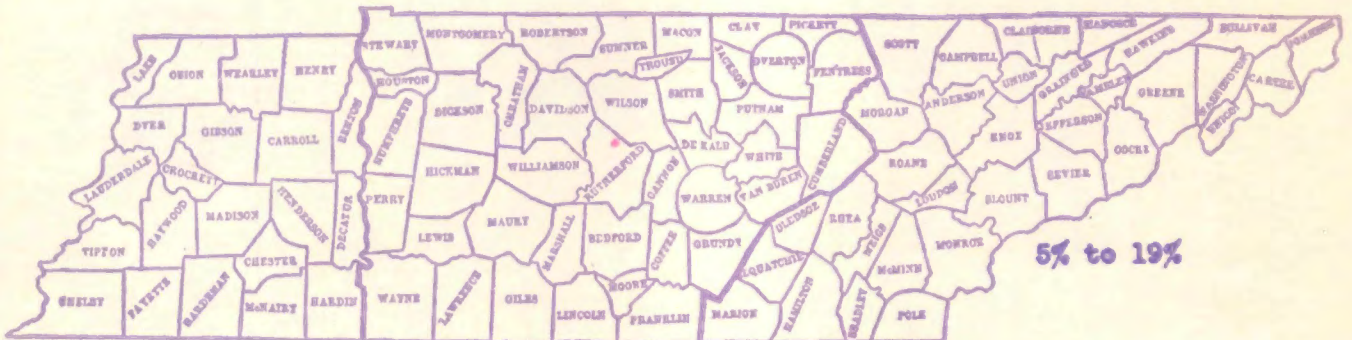 STEWART
MONTGOMERY
ROBERTSON
SUMNER
MACON
CLAY
PICKETT
SCOTT
CLAIBORNE
HANCOCK
SULLIVAN
JOHNSON
LAKE
OBION
WEAKLEY
HENRY
HOUSTON
CHEATHAM
TROUSD
JACKSON
OVERTON
FENTRESS
CAMPBELL
UNION
GRAINGER
HAWKINS
HAMBLEN
GREENE
WASHINGTON
CARTER
UNICOI
DYER
GIBSON
CARROLL
BENTON
HUMPHREYS
DICKSON
DAVIDSON
WILSON
SMITH
PUTNAM
MORGAN
ANDERSON
KNOX
JEFFERSON
COCKE
LAUDERDALE
CROCKETT
HICKMAN
WILLIAMSON
RUTHERFORD
CANNON
DE KALB
WHITE
CUMBERLAND
ROANE
LOUDON
BLOUNT
SEVIER
TIPTON
HAYWOOD
MADISON
HENDERSON
DECATUR
PERRY
LEWIS
MAURY
MARSHALL
BEDFORD
COFFEE
WARREN
VAN BUREN
GRUNDY
BLEDSOE
RHEA
MEIGS
McMINN
MONROE
5% to 19%
SHELBY
FAYETTE
HARDEMAN
CHESTER
McNAIRY
HARDIN
WAYNE
LAWRENCE
GILES
LINCOLN
MOORE
FRANKLIN
MARION
SEQUATCHIE
HAMILTON
BRADLEY
POLK